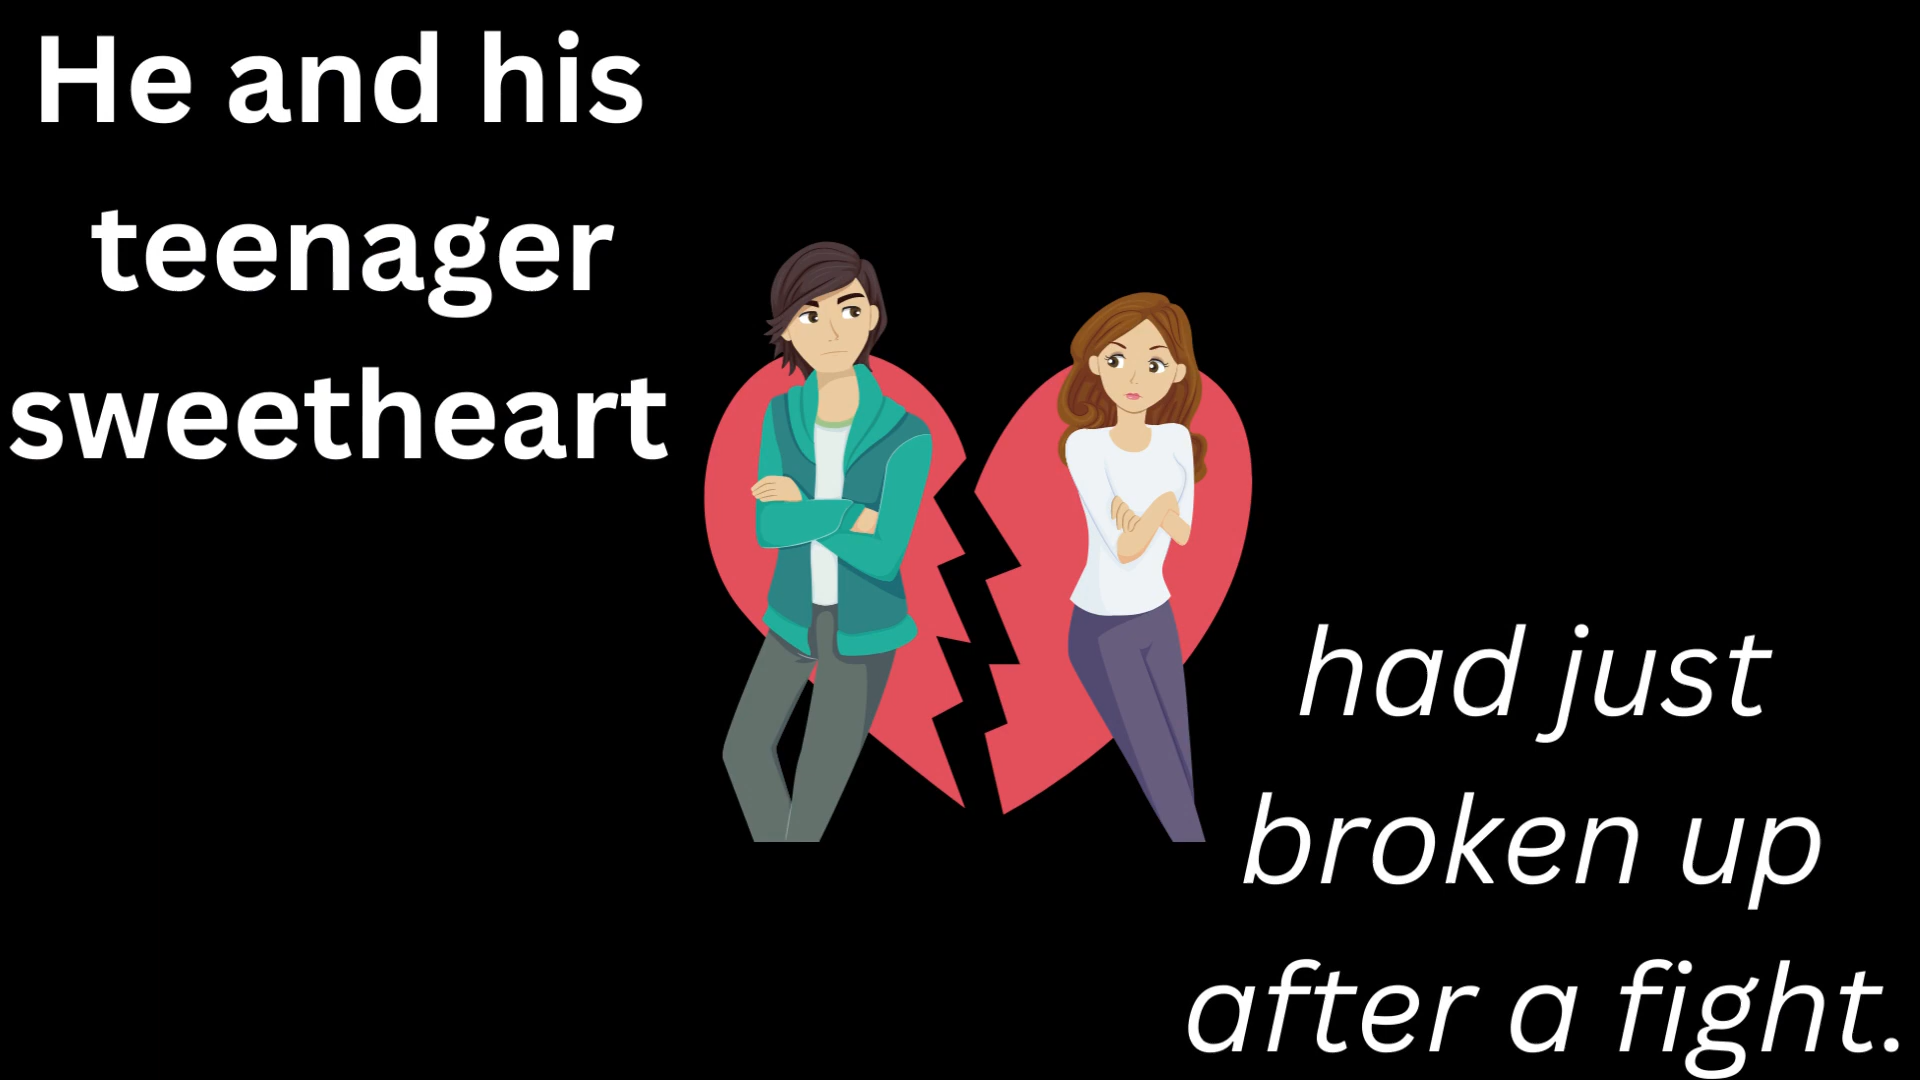 He and his
teenager
sweetheart
had just
broken up
after a fight.